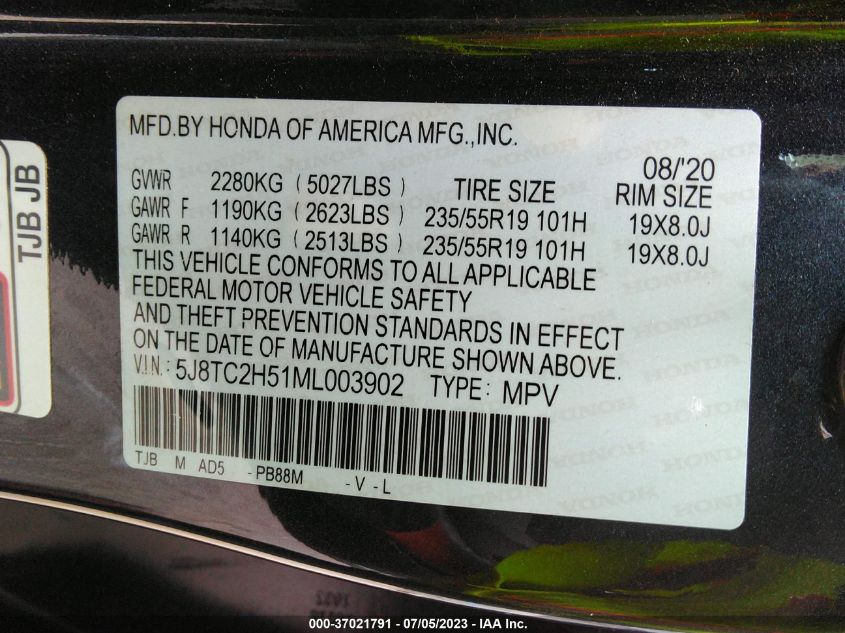 TJB JB
MFD.BY HONDA OF AMERICA MFG.,INC.
08/'20
GVWR 2280KG (5027LBS) TIRE SIZE RIM SIZE
GAWR F 1190KG (2623LBS) 235/55R19 101H 19X8.0J
GAWR R 1140KG (2513LBS) 235/55R19 101H 19X8.0J
THIS VEHICLE CONFORMS TO ALL APPLICABLE
FEDERAL MOTOR VEHICLE SAFETY
AND THEFT PREVENTION STANDARDS IN EFFECT
ON THE DATE OF MANUFACTURE SHOWN ABOVE.
V.I.N.: 5J8TC2H51ML003902 TYPE: MPV
TJB M AD5 -PB88M -V-L
000-37021791 / 07/05/2023 - IAA Inc.